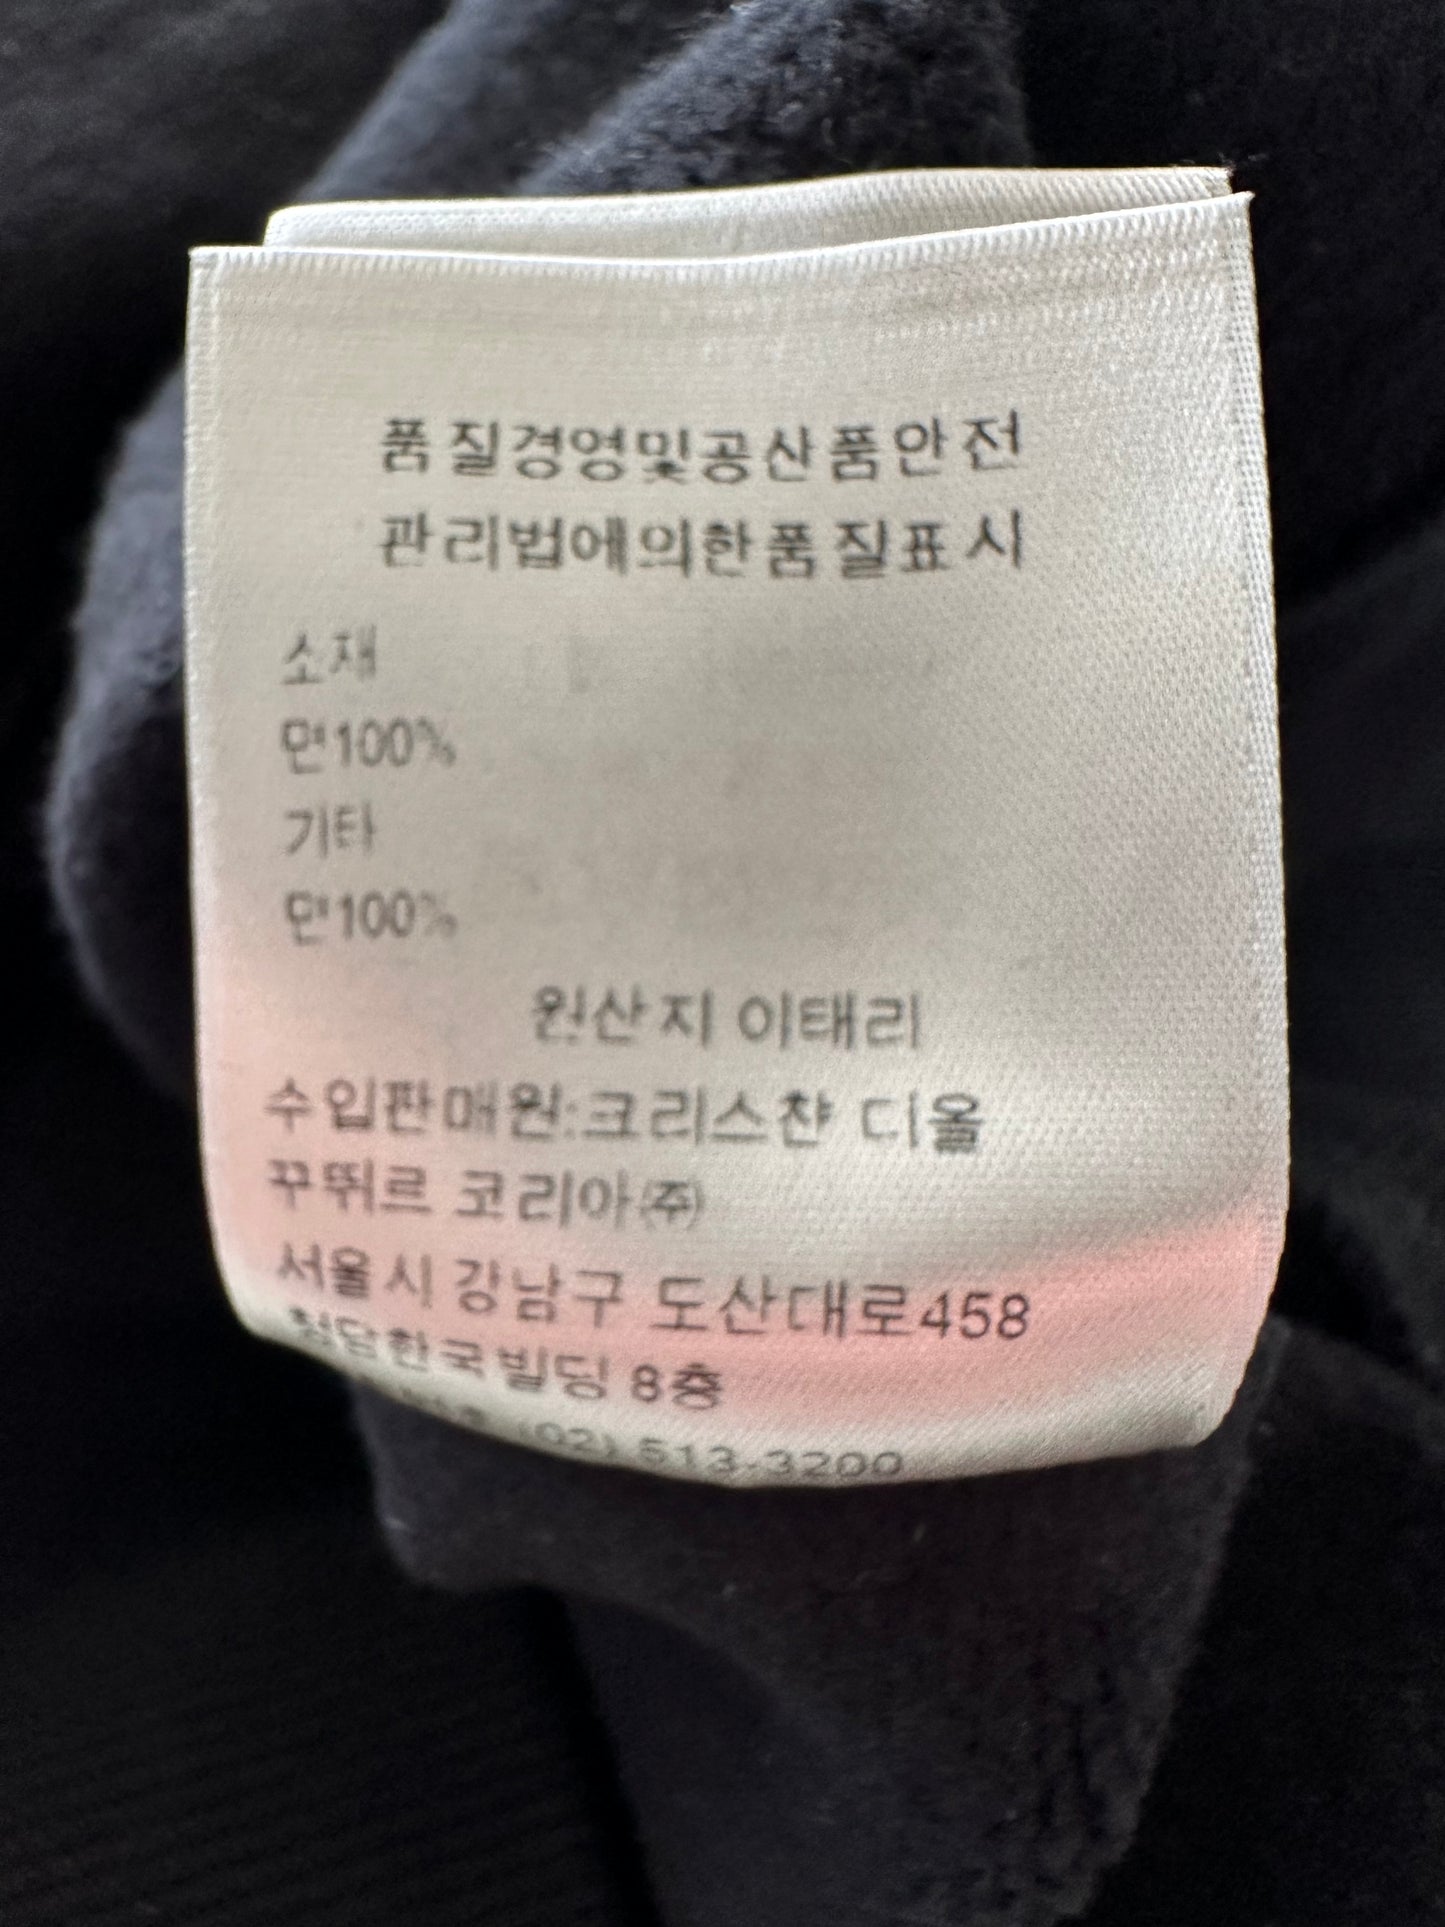 품질경영및공산품안전
관리법에의한품질표시
소재
면100%
기타
면100%
원산지 이태리
수입판매원:크리스챤 디올
꾸뛰르 코리아㈜
서울시 강남구 도산대로458
청담한국빌딩 8층
(02) 513-3200